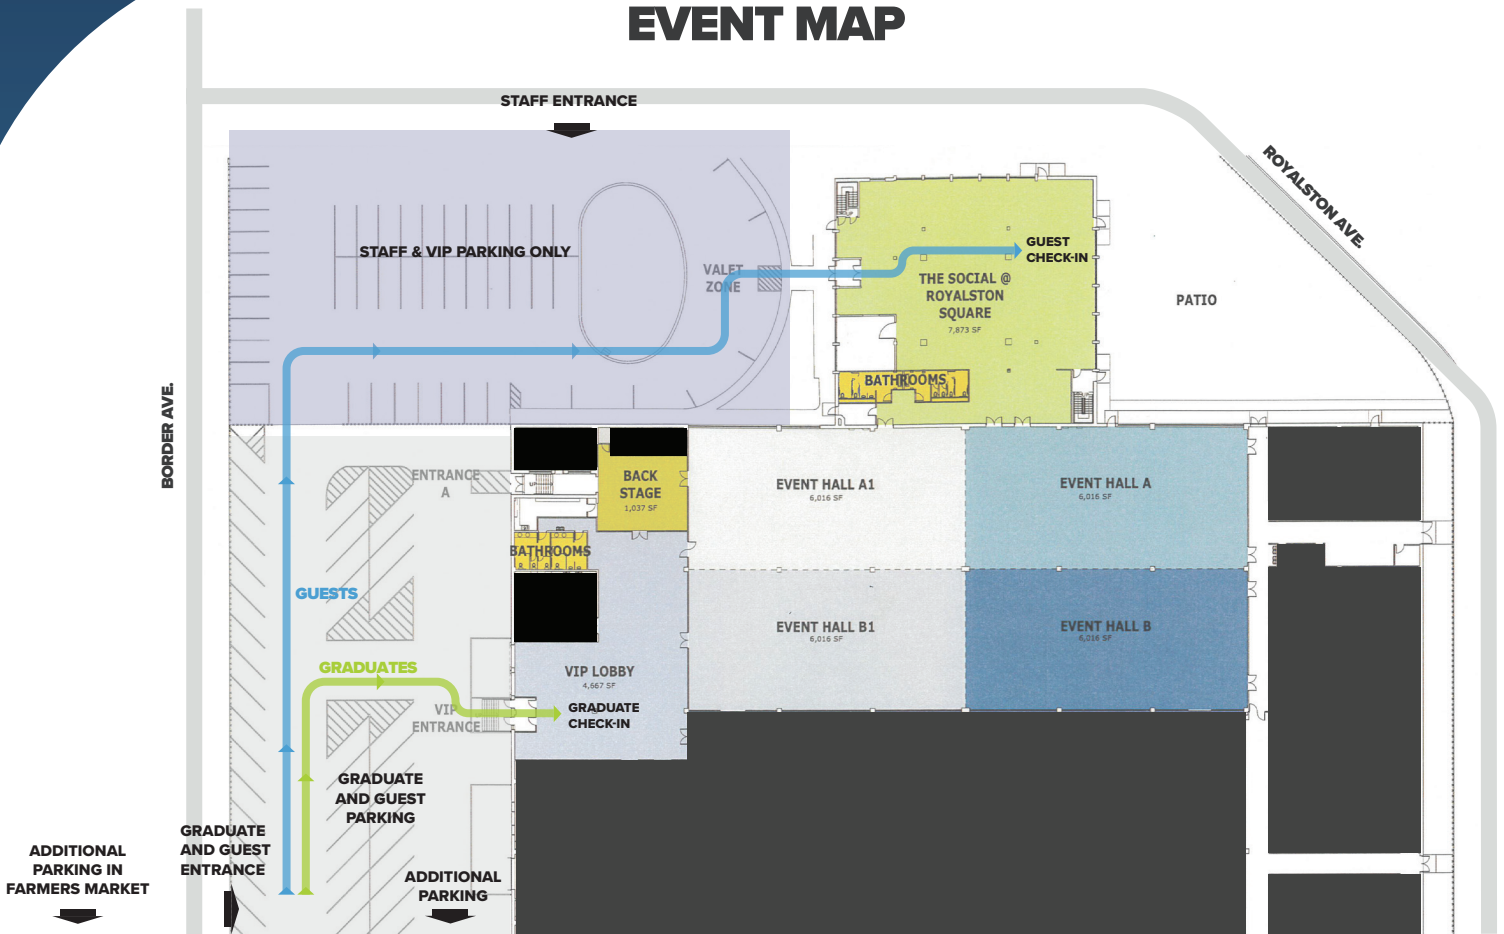 EVENT MAP
STAFF ENTRANCE
ROYALSTON AVE.
STAFF & VIP PARKING ONLY
VALET
ZONE
GUEST
CHECK-IN
THE SOCIAL @
ROYALSTON
SQUARE
7,873 SF
PATIO
BATHROOMS
BORDER AVE.
ENTRANCE
A
BACK
STAGE
1,037 SF
EVENT HALL A1
6,016 SF
EVENT HALL A
6,016 SF
BATHROOMS
GUESTS
EVENT HALL B1
6,016 SF
EVENT HALL B
6,016 SF
GRADUATES
VIP LOBBY
4,667 SF
VIP
ENTRANCE
GRADUATE
CHECK-IN
GRADUATE
AND GUEST
PARKING
GRADUATE
AND GUEST
ENTRANCE
ADDITIONAL
PARKING IN
FARMERS MARKET
ADDITIONAL
PARKING